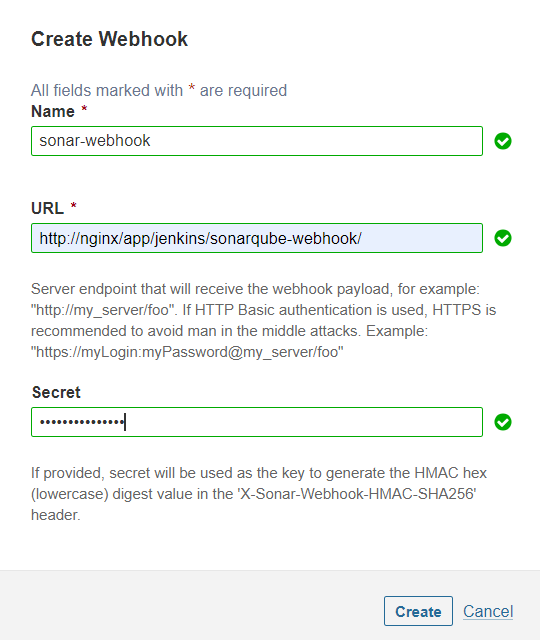 Create Webhook
All fields marked with * are required
Name *
sonar-webhook
URL *
http://nginx/app/jenkins/sonarqube-webhook/
Server endpoint that will receive the webhook payload, for example:
"http://my_server/foo". If HTTP Basic authentication is used, HTTPS is
recommended to avoid man in the middle attacks. Example:
"https://myLogin:myPassword@my_server/foo"
Secret
•••••••••••••••
If provided, secret will be used as the key to generate the HMAC hex
(lowercase) digest value in the 'X-Sonar-Webhook-HMAC-SHA256'
header.
Create Cancel